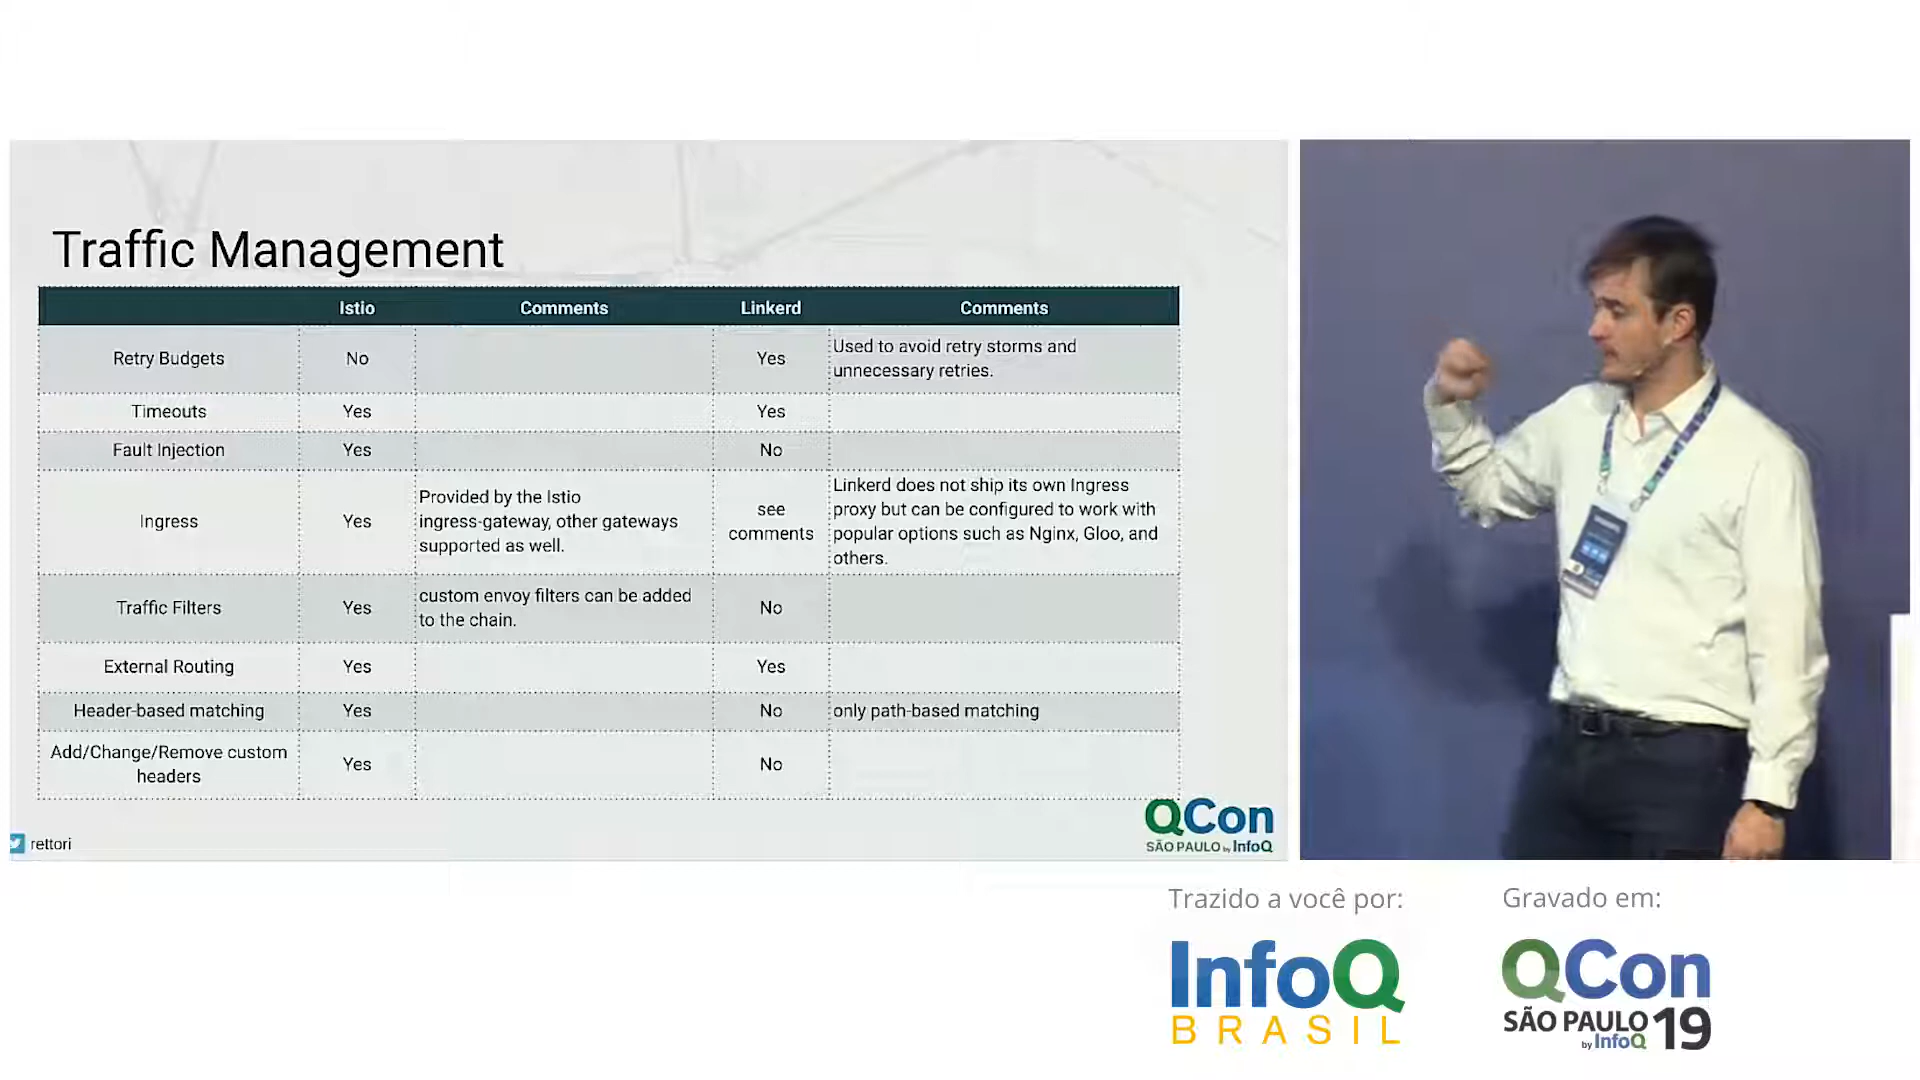 Traffic Management
Istio Comments Linkerd Comments
Retry Budgets No Yes Used to avoid retry storms and
unnecessary retries.
Timeouts Yes Yes
Fault Injection Yes No
Ingress Yes Provided by the Istio
ingress-gateway, other gateways
supported as well.
see
comments
Linkerd does not ship its own Ingress
proxy but can be configured to work with
popular options such as Nginx, Gloo, and
others.
Traffic Filters Yes custom envoy filters can be added
to the chain.
No
External Routing Yes Yes
Header-based matching Yes No only path-based matching
Add/Change/Remove custom
headers
Yes No
rettori
QCon
SÃO PAULO by InfoQ
Trazido a você por:
InfoQ
BRASIL
Gravado em:
QCon
SÃO PAULO 19
by InfoQ